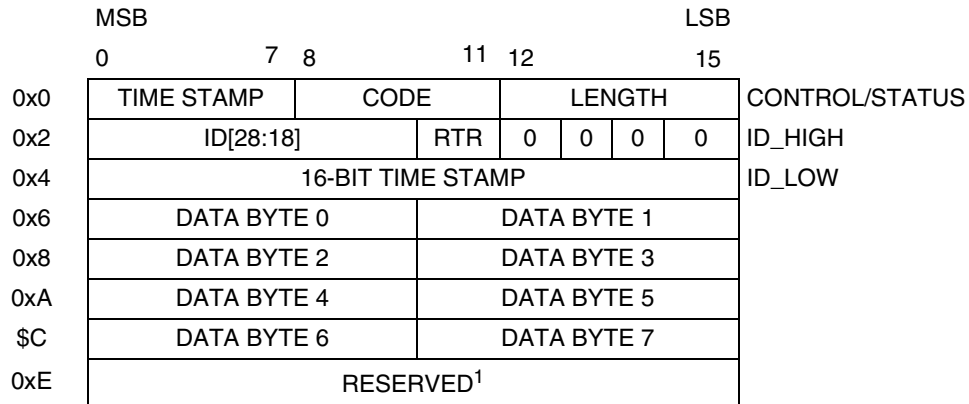 MSB LSB
0 7 8 11 12 15
0x0 TIME STAMP CODE LENGTH CONTROL/STATUS
0x2 ID[28:18] RTR 0 0 0 0 ID_HIGH
0x4 16-BIT TIME STAMP ID_LOW
0x6 DATA BYTE 0 DATA BYTE 1
0x8 DATA BYTE 2 DATA BYTE 3
0xA DATA BYTE 4 DATA BYTE 5
$C DATA BYTE 6 DATA BYTE 7
0xE RESERVED1